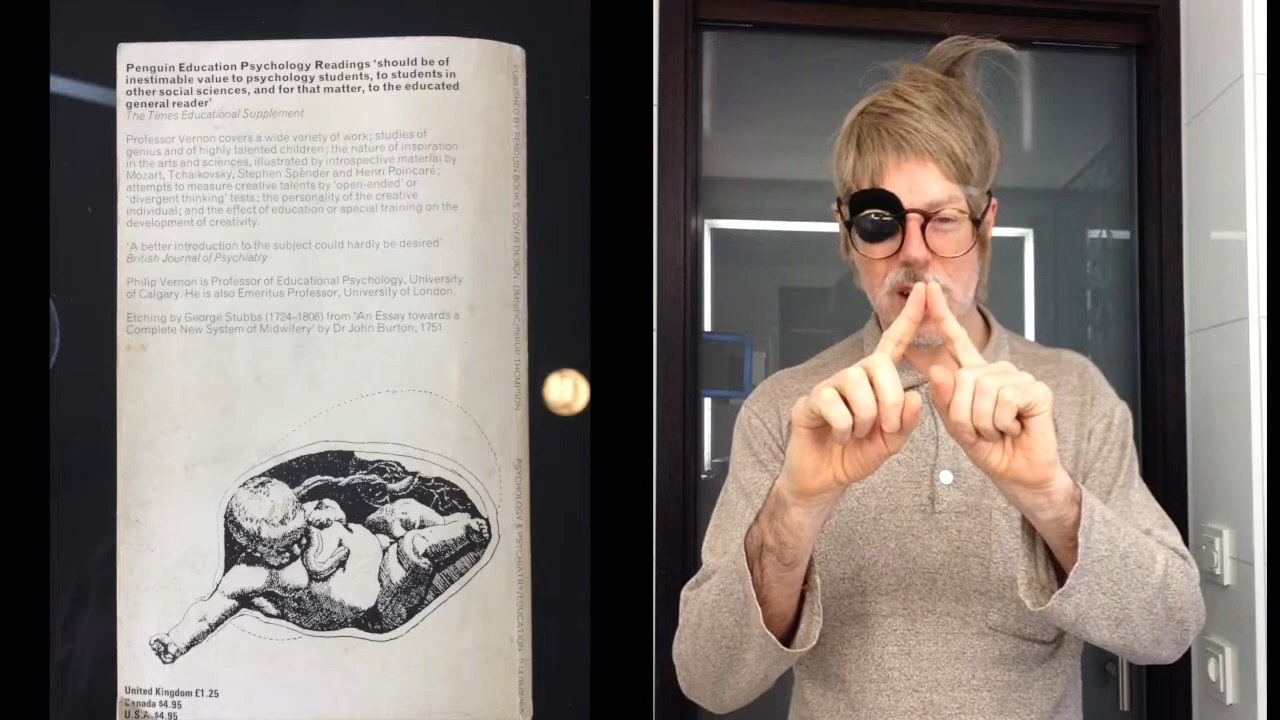 Penguin Education Psychology Readings ‘should be of
inestimable value to psychology students, to students in
other social sciences, and for that matter, to the educated
general reader’
The Times Educational Supplement
Professor Vernon covers a wide variety of work; studies of
genius and of highly talented children; the nature of inspiration
in the arts and sciences, illustrated by introspective material by
Mozart, Tchaikovsky, Stephen Spender and Henri Poincaré;
attempts to measure creative talents by ‘open-ended’ or
‘divergent thinking’ tests; the personality of the creative
individual; and the effect of education or special training on the
development of creativity.
‘A better introduction to the subject could hardly be desired’
British Journal of Psychiatry
Philip Vernon is Professor of Educational Psychology, University
of Calgary. He is also Emeritus Professor, University of London.
Etching by George Stubbs (1724–1806) from ‘An Essay towards a
Complete New System of Midwifery’ by Dr John Burton, 1751
United Kingdom £1.25
Canada $4.95
U.S.A. $4.95
PUBLISHED BY PENGUIN BOOKS. COVER DESIGN: OMNIFIC/PHILIP THOMPSON
PSYCHOLOGY & PSYCHIATRY/EDUCATION